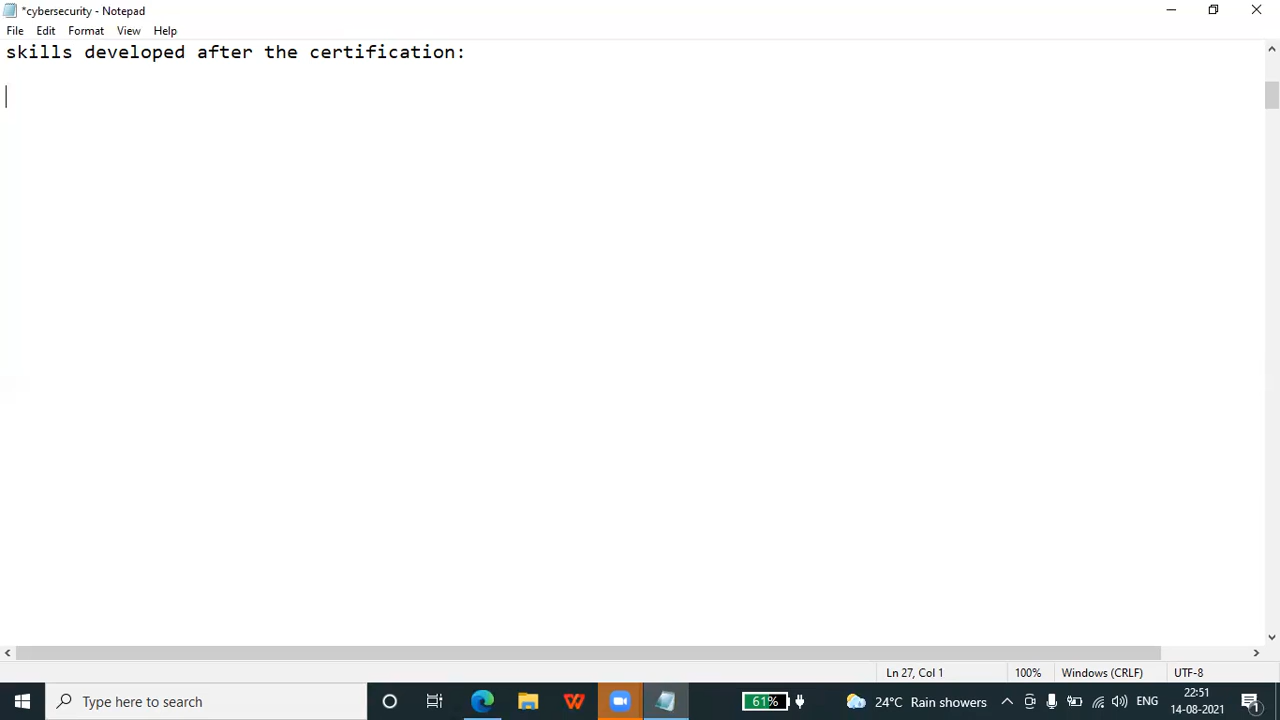 *cybersecurity - Notepad
File Edit Format View Help
skills developed after the certification:
Ln 27, Col 1
100%
Windows (CRLF)
UTF-8
Type here to search
61%
24°C Rain showers
ENG
22:51
14-08-2021
1